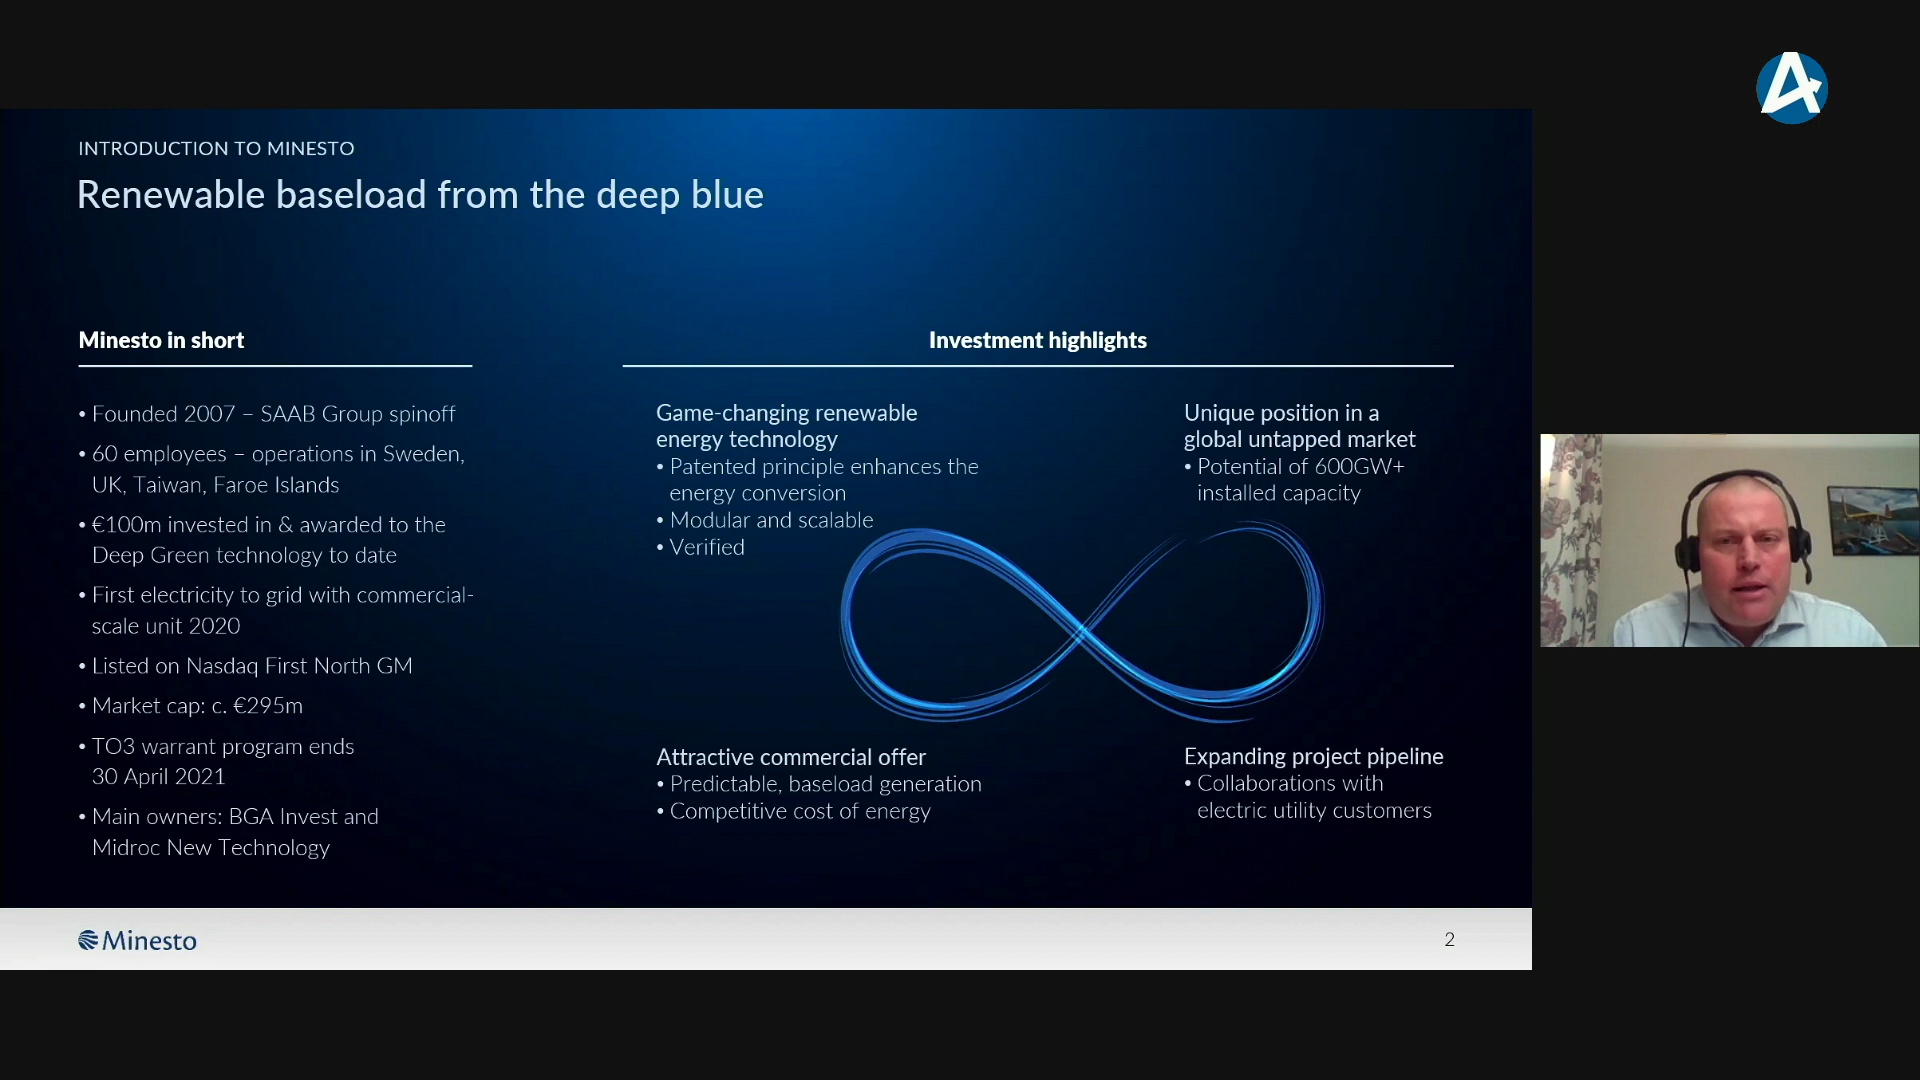 INTRODUCTION TO MINESTO
Renewable baseload from the deep blue
Minesto in short
• Founded 2007 – SAAB Group spinoff
• 60 employees – operations in Sweden,
UK, Taiwan, Faroe Islands
• €100m invested in & awarded to the
Deep Green technology to date
• First electricity to grid with commercial-
scale unit 2020
• Listed on Nasdaq First North GM
• Market cap: c. €295m
• TO3 warrant program ends
30 April 2021
• Main owners: BGA Invest and
Midroc New Technology
Investment highlights
Game-changing renewable
energy technology
• Patented principle enhances the
energy conversion
• Modular and scalable
• Verified
Unique position in a
global untapped market
• Potential of 600GW+
installed capacity
Attractive commercial offer
• Predictable, baseload generation
• Competitive cost of energy
Expanding project pipeline
• Collaborations with
electric utility customers
Minesto
2